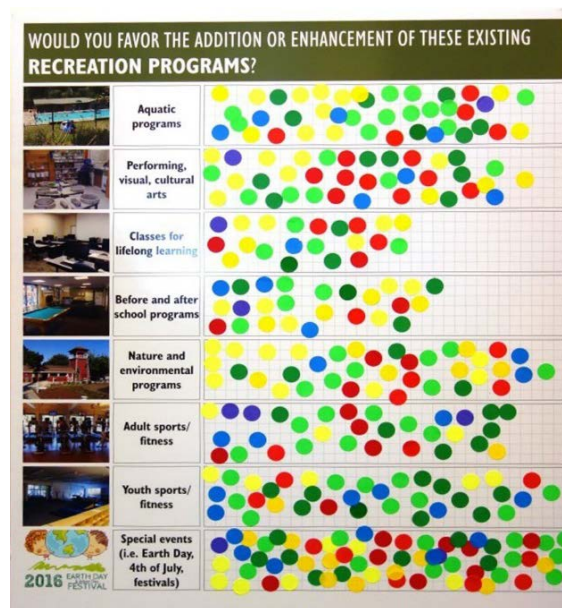 WOULD YOU FAVOR THE ADDITION OR ENHANCEMENT OF THESE EXISTING
RECREATION PROGRAMS?
Aquatic
programs
Performing,
visual, cultural
arts
Classes for
lifelong learning
Before and after
school programs
Nature and
environmental
programs
Adult sports/
fitness
Youth sports/
fitness
Special events
(i.e. Earth Day,
4th of July,
festivals)
2016 EARTH DAY
FESTIVAL